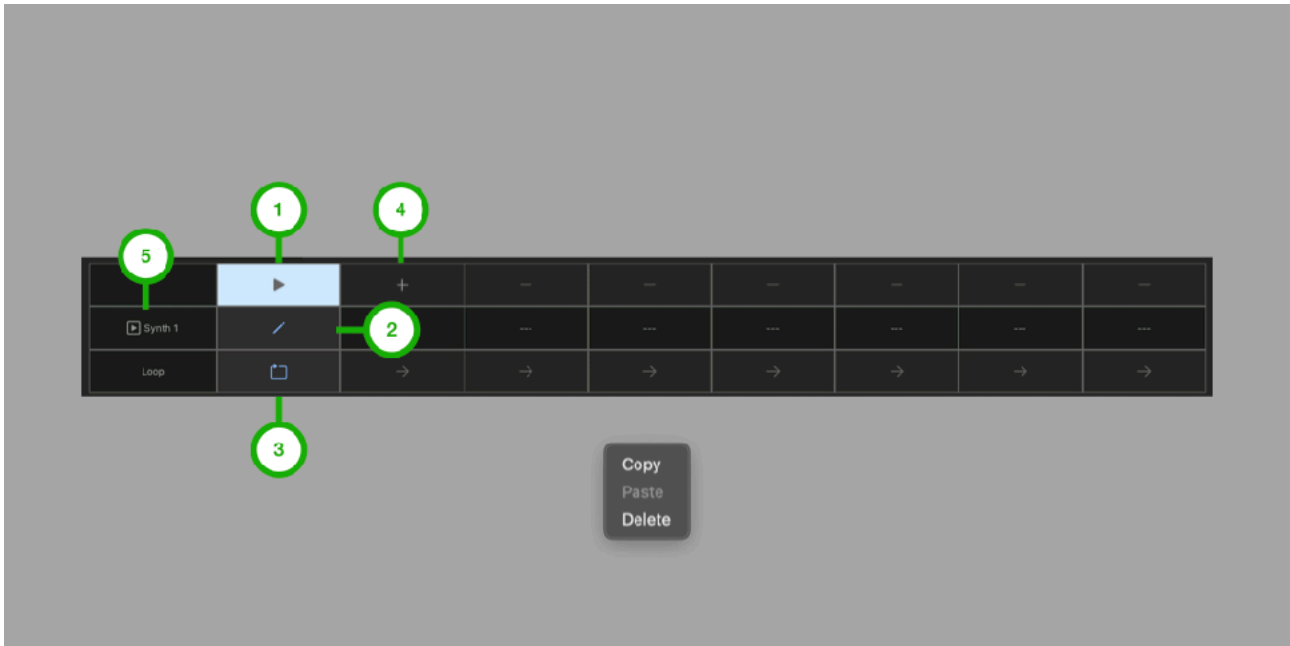 1
4
5
+ — — — — — —
Synth 1
2
--- --- --- --- --- ---
Loop
→ → → → → → →
3
Copy
Paste
Delete